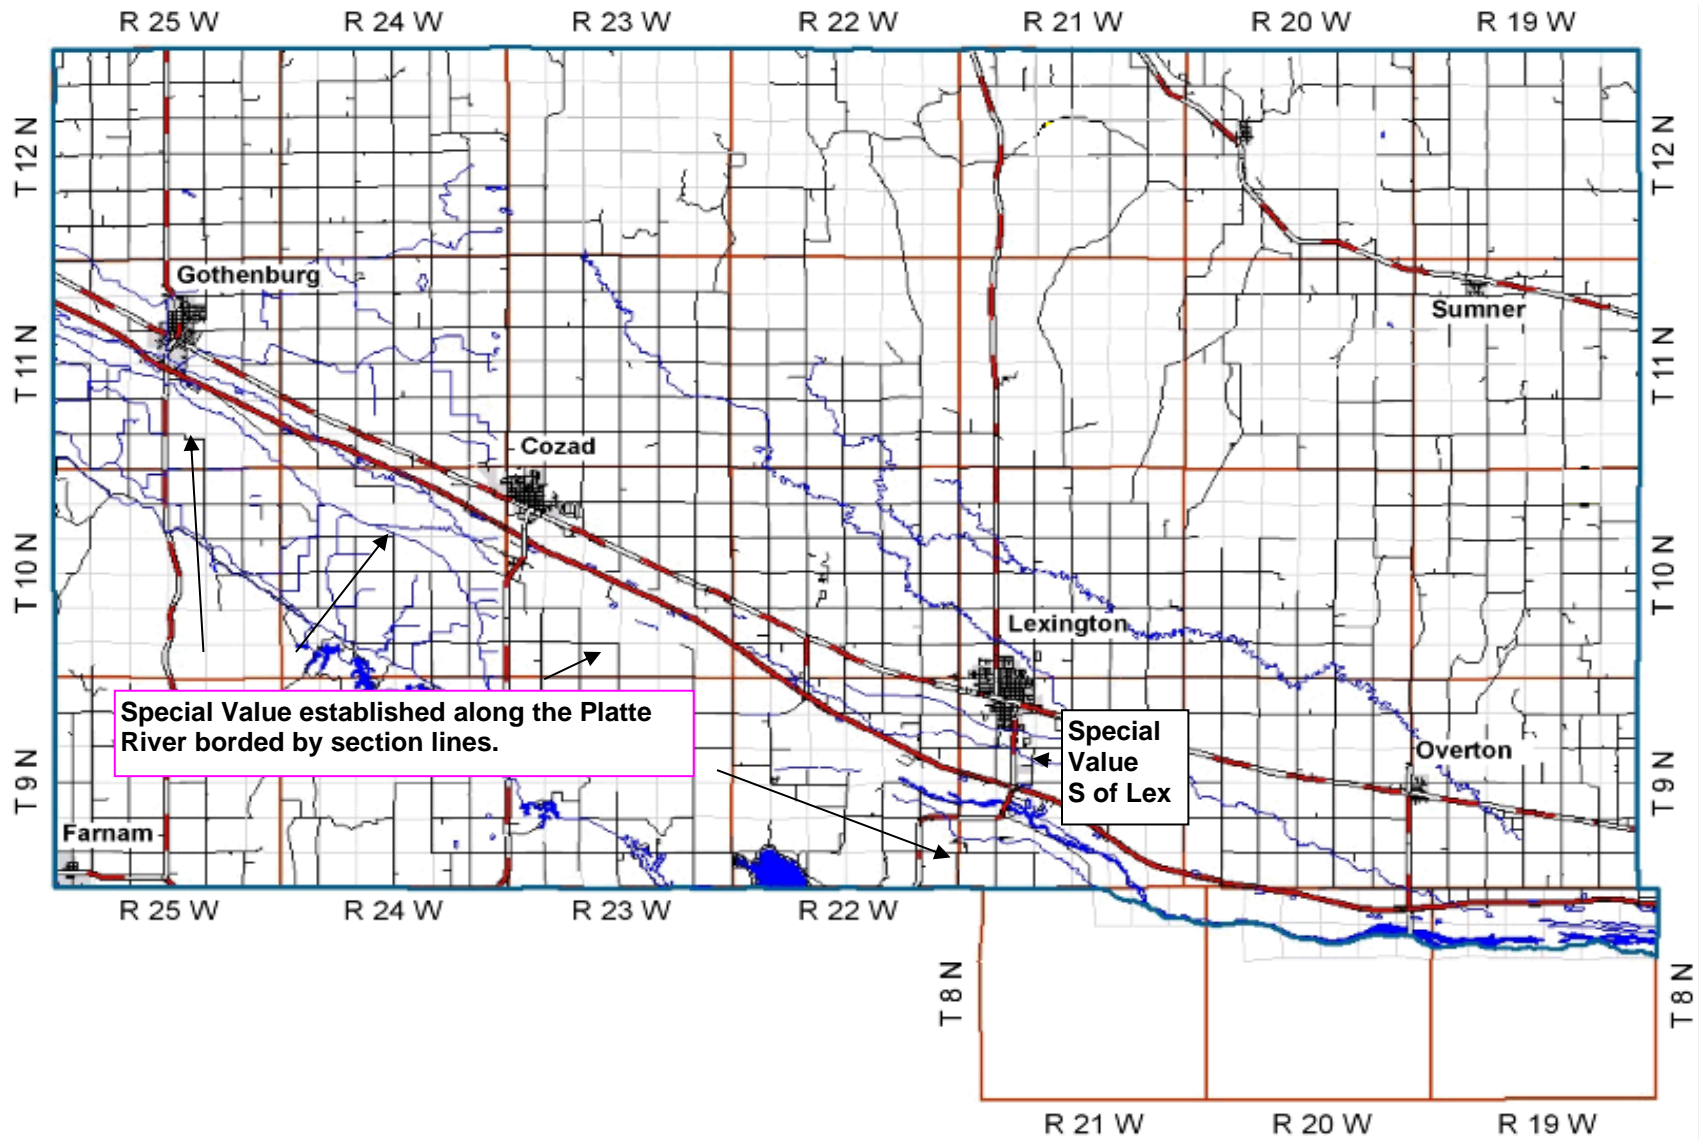 R 25 W R 24 W R 23 W R 22 W R 21 W R 20 W R 19 W
T 12 N
T 12 N
Gothenburg
Sumner
T 11 N
T 11 N
Cozad
T 10 N
T 10 N
Lexington
Special Value established along the Platte
River borded by section lines.
Special
Value
S of Lex
Overton
T 9 N
T 9 N
Farnam
R 25 W R 24 W R 23 W R 22 W
T 8 N
T 8 N
R 21 W R 20 W R 19 W